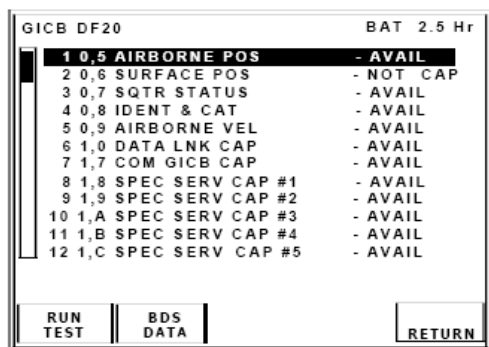 GICB DF20 BAT 2.5 Hr
1 0,5 AIRBORNE POS - AVAIL
2 0,6 SURFACE POS - NOT CAP
3 0,7 SQTR STATUS - AVAIL
4 0,8 IDENT & CAT - AVAIL
5 0,9 AIRBORNE VEL - AVAIL
6 1,0 DATA LNK CAP - AVAIL
7 1,7 COM GICB CAP - AVAIL
8 1,8 SPEC SERV CAP #1 - AVAIL
9 1,9 SPEC SERV CAP #2 - AVAIL
10 1,A SPEC SERV CAP #3 - AVAIL
11 1,B SPEC SERV CAP #4 - AVAIL
12 1,C SPEC SERV CAP #5 - AVAIL
RUN TEST
BDS DATA
RETURN